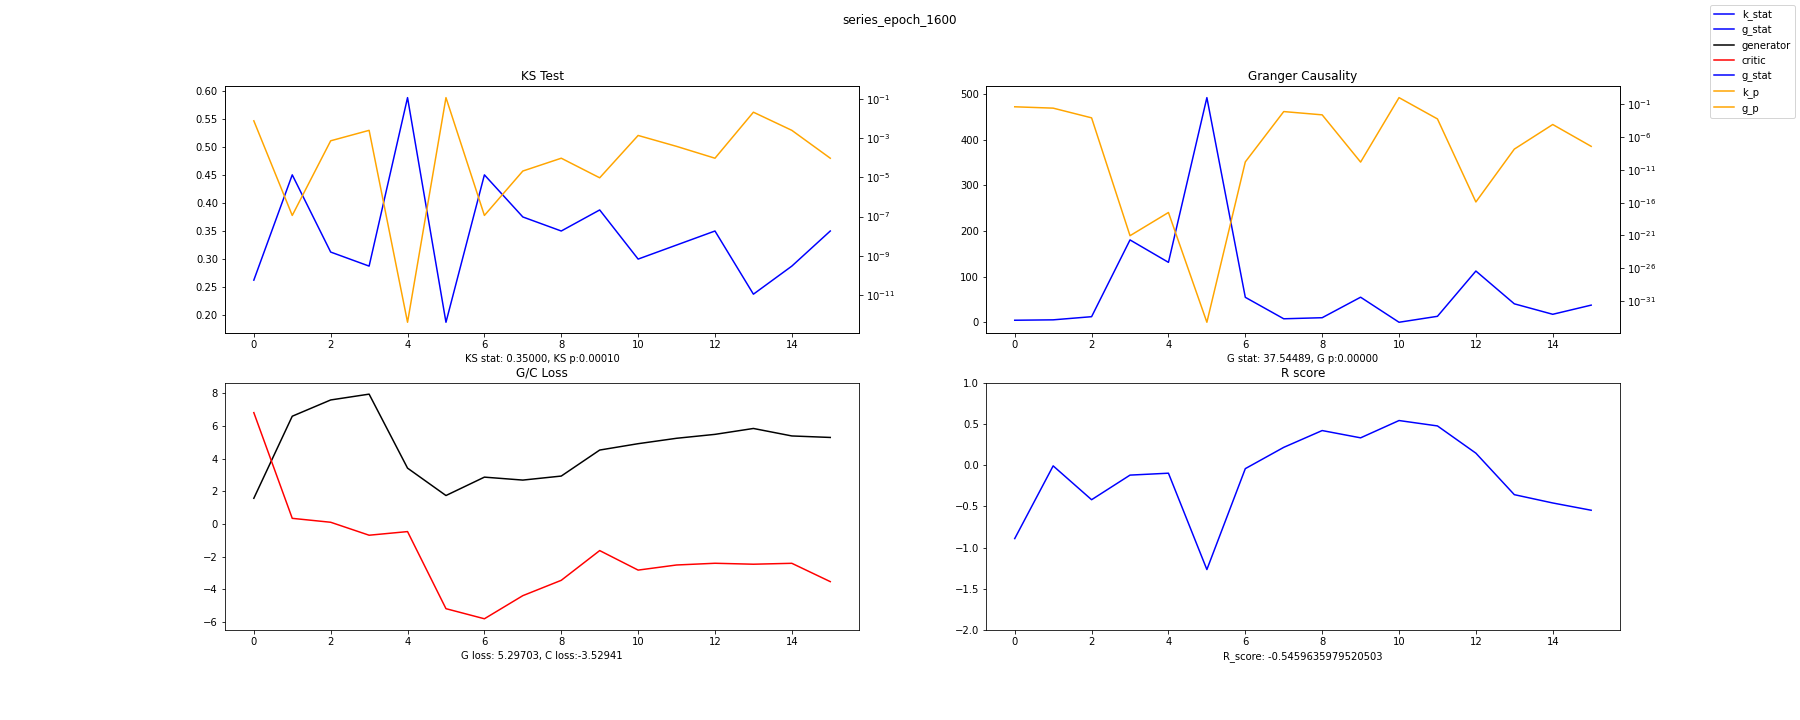 series_epoch_1600
k_stat
g_stat
generator
critic
g_stat
k_p
g_p
KS Test
0.60
0.55
0.50
0.45
0.40
0.35
0.30
0.25
0.20
10⁻¹
10⁻³
10⁻⁵
10⁻⁷
10⁻⁹
10⁻¹¹
0 2 4 6 8 10 12 14
KS stat: 0.35000, KS p:0.00010
Granger Causality
500
400
300
200
100
0
10⁻¹
10⁻⁶
10⁻¹¹
10⁻¹⁶
10⁻²¹
10⁻²⁶
10⁻³¹
0 2 4 6 8 10 12 14
G stat: 37.54489, G p:0.00000
G/C Loss
8
6
4
2
0
−2
−4
−6
0 2 4 6 8 10 12 14
G loss: 5.29703, C loss:-3.52941
R score
1.0
0.5
0.0
−0.5
−1.0
−1.5
−2.0
0 2 4 6 8 10 12 14
R_score: -0.5459635979520503